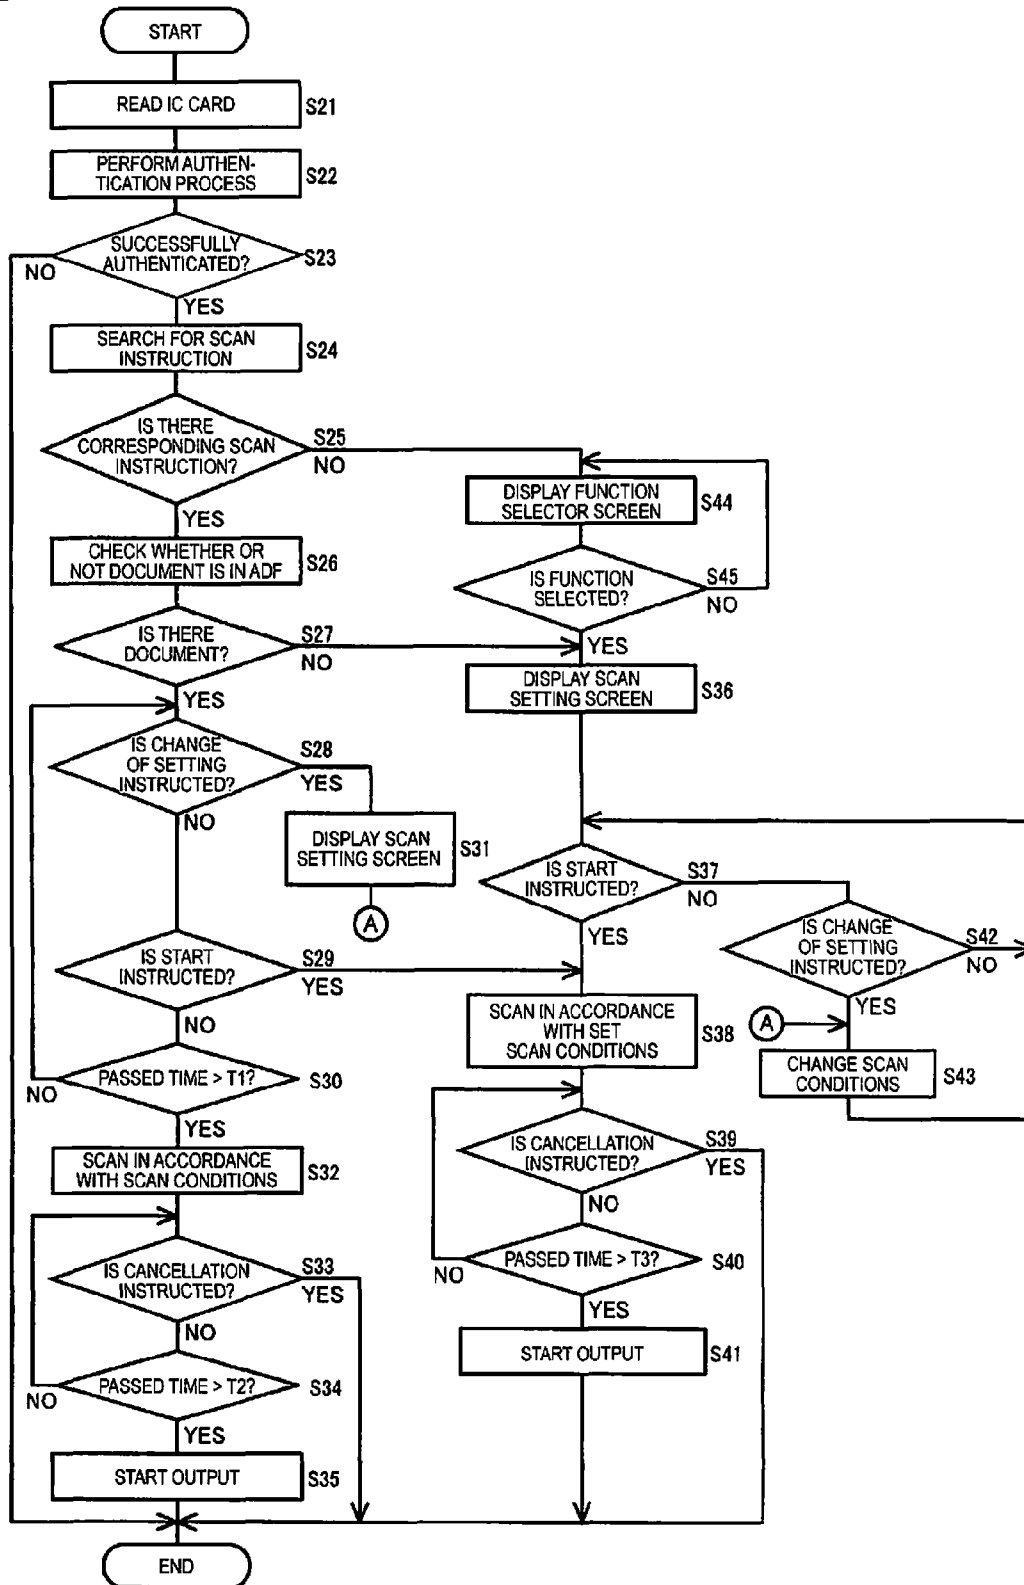 START
READ IC CARD
S21
PERFORM AUTHEN-
TICATION PROCESS
S22
SUCCESSFULLY
AUTHENTICATED?
S23
NO
YES
SEARCH FOR SCAN
INSTRUCTION
S24
IS THERE
CORRESPONDING SCAN
INSTRUCTION?
S25
NO
YES
CHECK WHETHER OR
NOT DOCUMENT IS IN ADF
S26
IS THERE
DOCUMENT?
S27
NO
YES
IS CHANGE
OF SETTING
INSTRUCTED?
S28
YES
NO
DISPLAY SCAN
SETTING SCREEN
S31
A
IS START
INSTRUCTED?
S29
YES
NO
PASSED TIME > T1?
S30
NO
YES
SCAN IN ACCORDANCE
WITH SCAN CONDITIONS
S32
IS CANCELLATION
INSTRUCTED?
S33
YES
NO
PASSED TIME > T2?
S34
NO
YES
START OUTPUT
S35
END
DISPLAY FUNCTION
SELECTOR SCREEN
S44
IS FUNCTION
SELECTED?
S45
NO
YES
DISPLAY SCAN
SETTING SCREEN
S36
IS START
INSTRUCTED?
S37
NO
YES
SCAN IN ACCORDANCE
WITH SET
SCAN CONDITIONS
S38
IS CANCELLATION
INSTRUCTED?
S39
YES
NO
PASSED TIME > T3?
S40
NO
YES
START OUTPUT
S41
IS CHANGE
OF SETTING
INSTRUCTED?
S42
NO
YES
A
CHANGE SCAN
CONDITIONS
S43